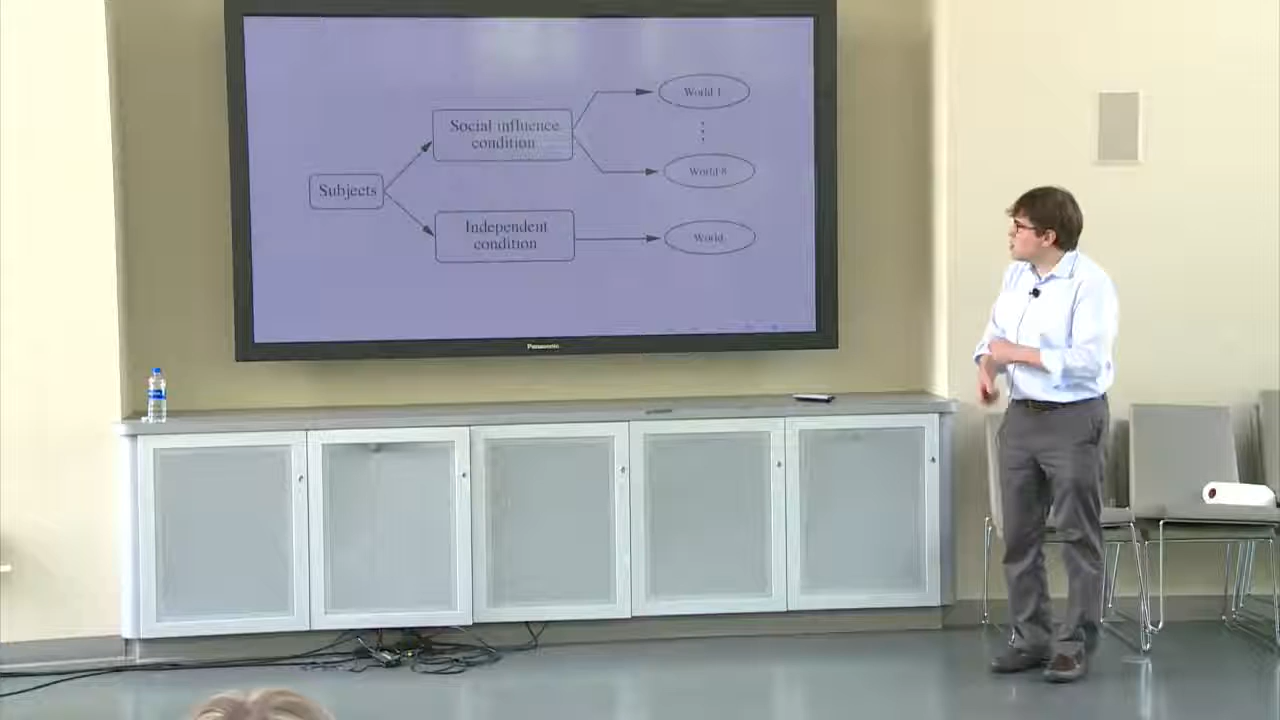 World 1
Social influence
condition
World 8
Subjects
Independent
condition
World
Panasonic